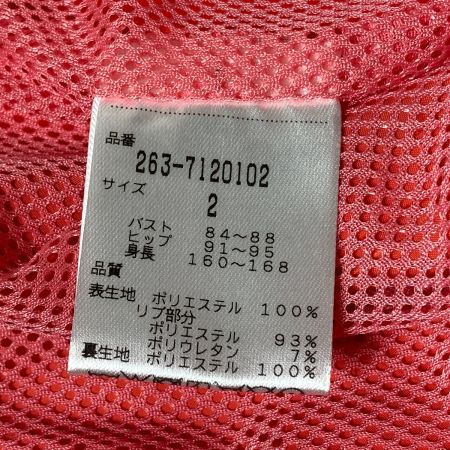 品番
263-7120102
サイズ
2
バスト 84～88
ヒップ 91～95
身長 160～168
品質
表生地 ポリエステル 100%
リブ部分
ポリエステル 93%
ポリウレタン 7%
裏生地 ポリエステル 100%